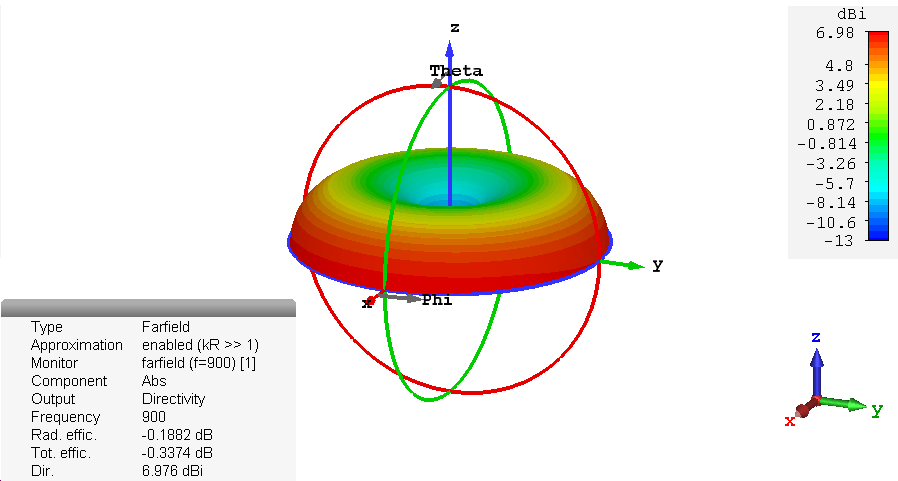 dBi
6.98
4.8
3.49
2.18
0.872
-0.814
-3.26
-5.7
-8.14
-10.6
-13
z
Theta
y
x
Phi
Type Farfield
Approximation enabled (kR >> 1)
Monitor farfield (f=900) [1]
Component Abs
Output Directivity
Frequency 900
Rad. effic. -0.1882 dB
Tot. effic. -0.3374 dB
Dir. 6.976 dBi
z
y
x